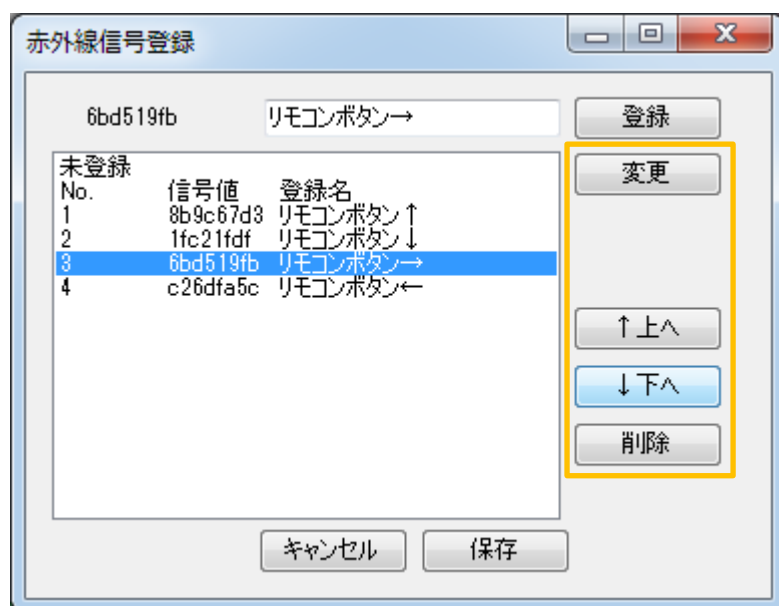 赤外線信号登録
6bd519fb リモコンボタン→ 登録
未登録
No. 信号値 登録名
1 8b9c67d3 リモコンボタン↑
2 1fc21fdf リモコンボタン↓
3 6bd519fb リモコンボタン→
4 c26dfa5c リモコンボタン←
変更
↑上へ
↓下へ
削除
キャンセル 保存